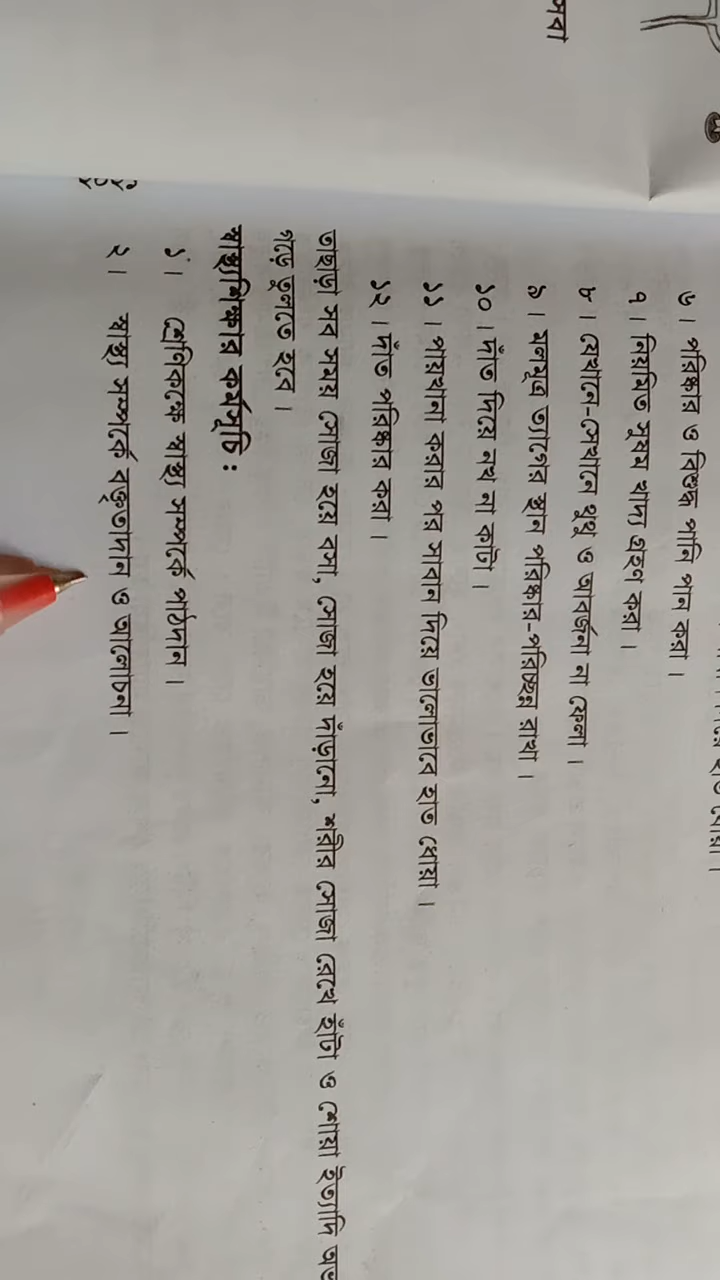 ৬। পরিষ্কার ও বিশুদ্ধ পানি পান করা।
৭। নিয়মিত সুষম খাদ্য গ্রহণ করা।
৮। যেখানে-সেখানে থুথু ও আবর্জনা না ফেলা।
৯। মলমূত্র ত্যাগের স্থান পরিষ্কার-পরিচ্ছন্ন রাখা।
১০। দাঁত দিয়ে নখ না কাটা।
১১। পায়খানা করার পর সাবান দিয়ে ভালোভাবে হাত ধোয়া।
১২। দাঁত পরিষ্কার করা।
তাছাড়া সব সময় সোজা হয়ে বসা, সোজা হয়ে দাঁড়ানো, শরীর সোজা রেখে হাঁটা ও শোয়া ইত্যাদি
গড়ে তুলতে হবে।
স্বাস্থ্যশিক্ষার কর্মসূচি :
১। শ্রেণিকক্ষে স্বাস্থ্য সম্পর্কে পাঠদান।
২। স্বাস্থ্য সম্পর্কে বক্তৃতাদান ও আলোচনা।